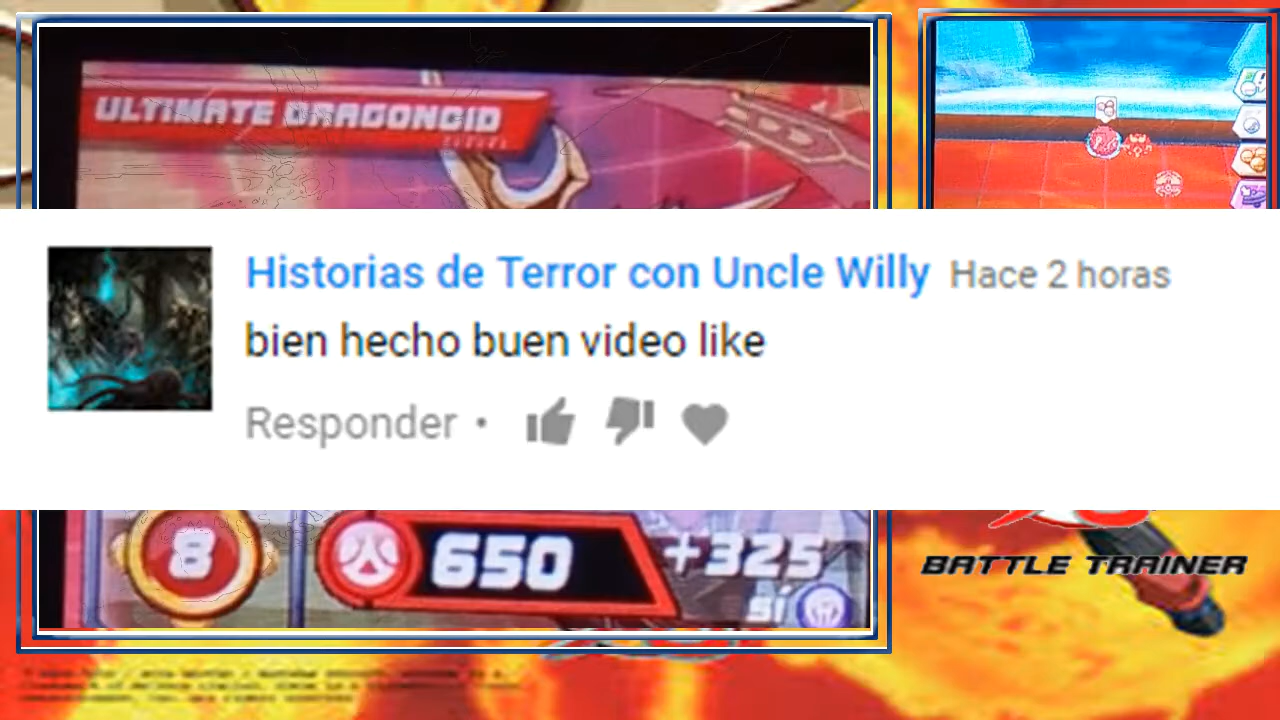 ULTIMATE DRAGONOID
Historias de Terror con Uncle Willy Hace 2 horas
bien hecho buen video like
Responder •
8 650 +325
SÍ
BATTLE TRAINER